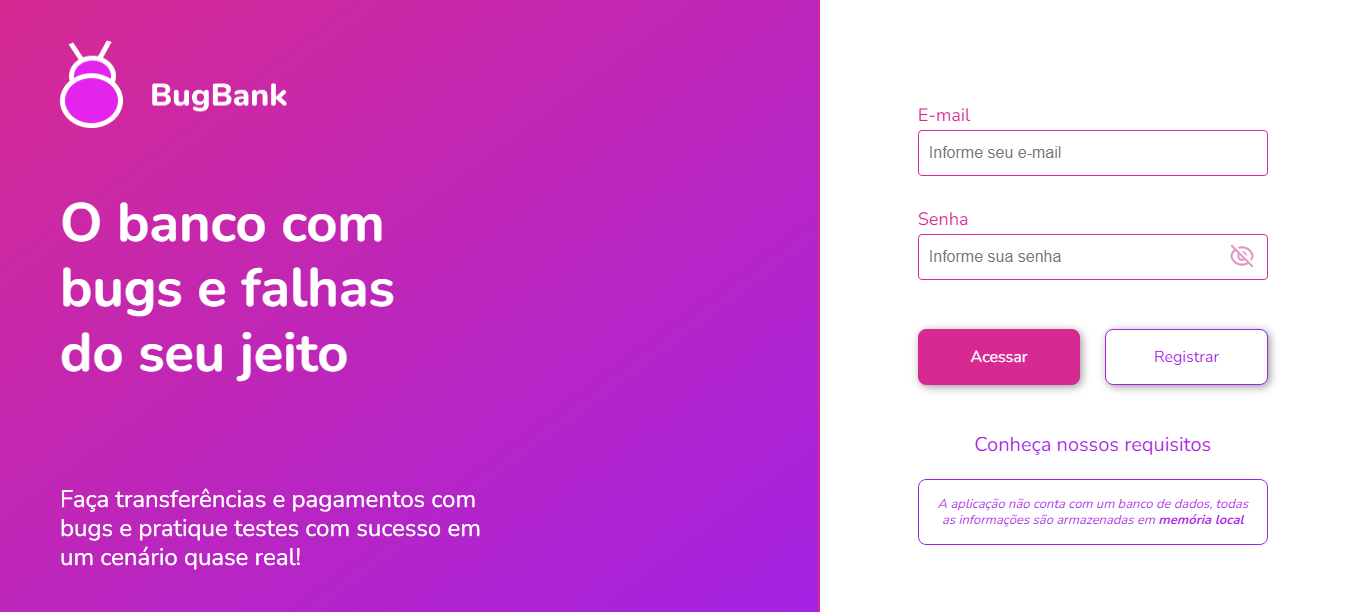 BugBank
O banco com
bugs e falhas
do seu jeito
Faça transferências e pagamentos com
bugs e pratique testes com sucesso em
um cenário quase real!
E-mail
Informe seu e-mail
Senha
Informe sua senha
Acessar
Registrar
Conheça nossos requisitos
A aplicação não conta com um banco de dados, todas
as informações são armazenadas em memória local